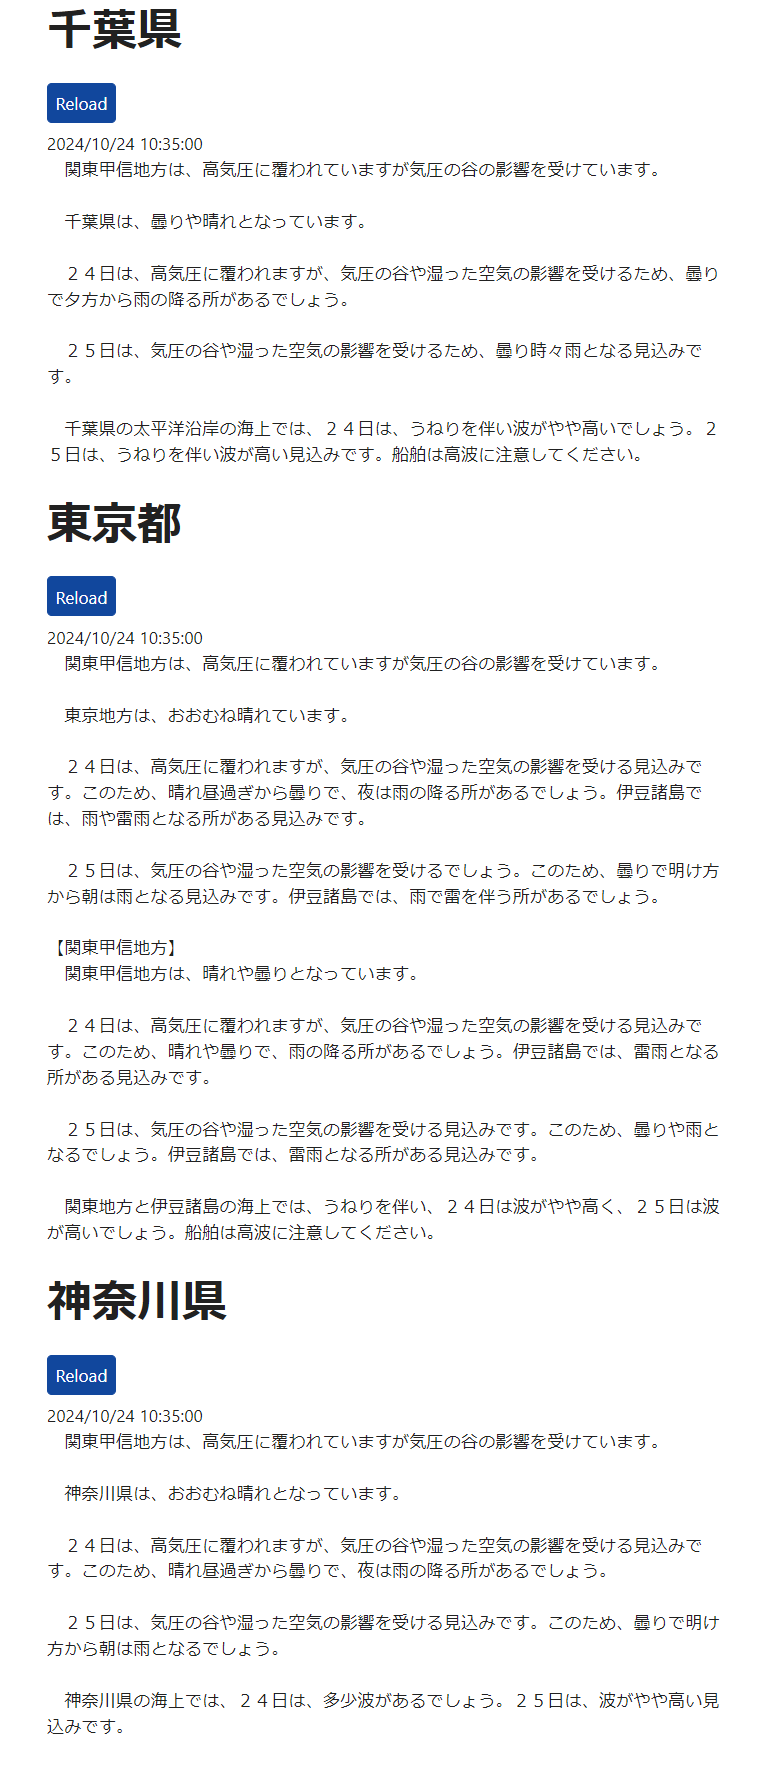 千葉県
Reload
2024/10/24 10:35:00
　関東甲信地方は、高気圧に覆われていますが気圧の谷の影響を受けています。
　千葉県は、曇りや晴れとなっています。
　２４日は、高気圧に覆われますが、気圧の谷や湿った空気の影響を受けるため、曇り
で夕方から雨の降る所があるでしょう。
　２５日は、気圧の谷や湿った空気の影響を受けるため、曇り時々雨となる見込みで
す。
　千葉県の太平洋沿岸の海上では、２４日は、うねりを伴い波がやや高いでしょう。２
５日は、うねりを伴い波が高い見込みです。船舶は高波に注意してください。
東京都
Reload
2024/10/24 10:35:00
　関東甲信地方は、高気圧に覆われていますが気圧の谷の影響を受けています。
　東京地方は、おおむね晴れています。
　２４日は、高気圧に覆われますが、気圧の谷や湿った空気の影響を受ける見込みで
す。このため、晴れ昼過ぎから曇りで、夜は雨の降る所があるでしょう。伊豆諸島で
は、雨や雷雨となる所がある見込みです。
　２５日は、気圧の谷や湿った空気の影響を受けるでしょう。このため、曇りで明け方
から朝は雨となる見込みです。伊豆諸島では、雨で雷を伴う所があるでしょう。
【関東甲信地方】
　関東甲信地方は、晴れや曇りとなっています。
　２４日は、高気圧に覆われますが、気圧の谷や湿った空気の影響を受ける見込みで
す。このため、晴れや曇りで、雨の降る所があるでしょう。伊豆諸島では、雷雨となる
所がある見込みです。
　２５日は、気圧の谷や湿った空気の影響を受ける見込みです。このため、曇りや雨と
なるでしょう。伊豆諸島では、雷雨となる所がある見込みです。
　関東地方と伊豆諸島の海上では、うねりを伴い、２４日は波がやや高く、２５日は波
が高いでしょう。船舶は高波に注意してください。
神奈川県
Reload
2024/10/24 10:35:00
　関東甲信地方は、高気圧に覆われていますが気圧の谷の影響を受けています。
　神奈川県は、おおむね晴れとなっています。
　２４日は、高気圧に覆われますが、気圧の谷や湿った空気の影響を受ける見込みで
す。このため、晴れ昼過ぎから曇りで、夜は雨の降る所があるでしょう。
　２５日は、気圧の谷や湿った空気の影響を受ける見込みです。このため、曇りで明け
方から朝は雨となるでしょう。
　神奈川県の海上では、２４日は、多少波があるでしょう。２５日は、波がやや高い見
込みです。